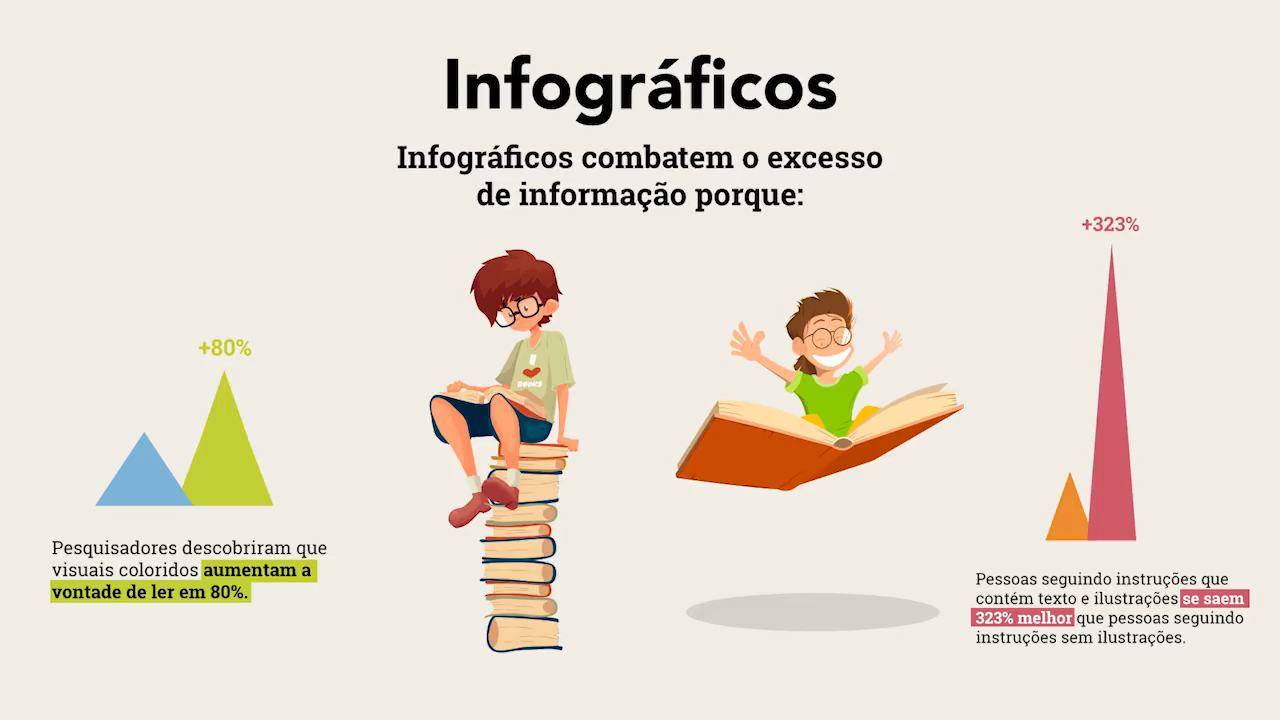 Infográficos
Infográficos combatem o excesso
de informação porque:
+323%
+80%
I
BOOKS
Pesquisadores descobriram que
visuais coloridos aumentam a
vontade de ler em 80%.
Pessoas seguindo instruções que
contém texto e ilustrações se saem
323% melhor que pessoas seguindo
instruções sem ilustrações.